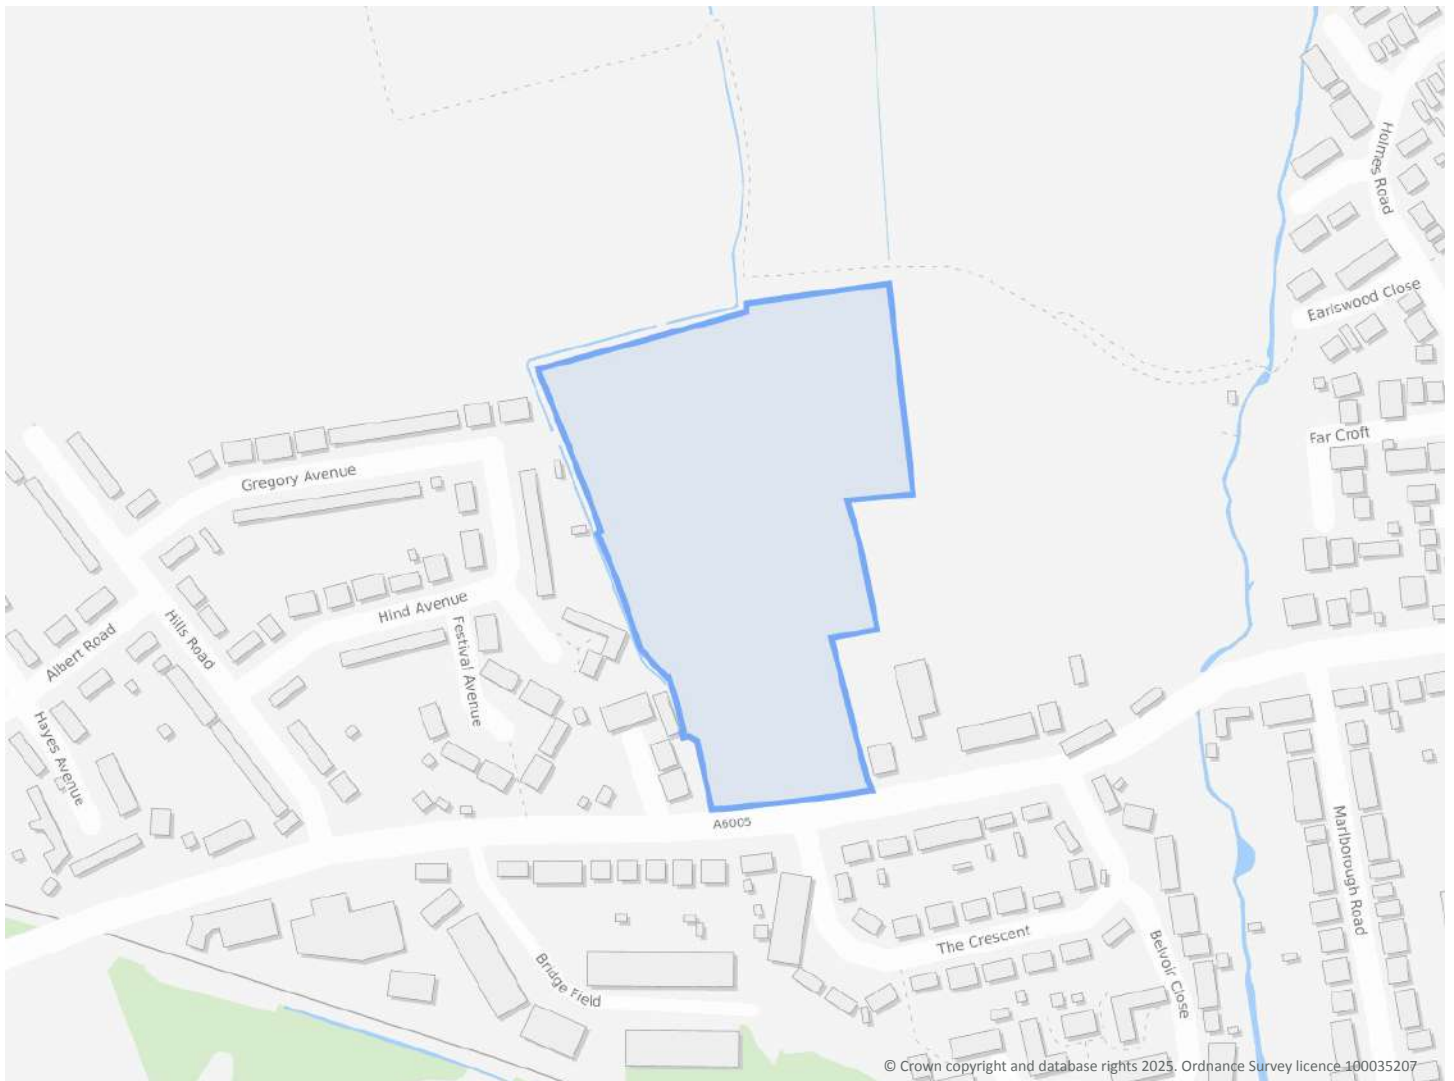 Holmes Road
Earlswood Close
Far Croft
Gregory Avenue
Hind Avenue
Festival Avenue
Hills Road
Albert Road
Hayes Avenue
A6005
Marlborough Road
The Crescent
Belvoir Close
Bridge Field
© Crown copyright and database rights 2025. Ordnance Survey licence 100035207